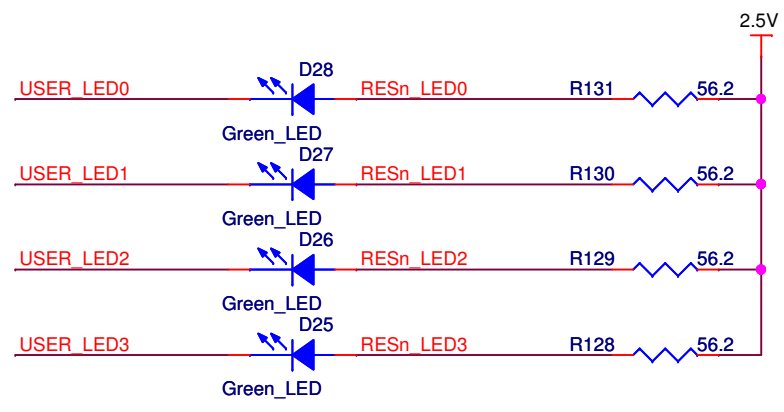 2.5V
D28
USER_LED0
RESn_LED0
R131
56.2
Green_LED
D27
USER_LED1
RESn_LED1
R130
56.2
Green_LED
D26
USER_LED2
RESn_LED2
R129
56.2
Green_LED
D25
USER_LED3
RESn_LED3
R128
56.2
Green_LED